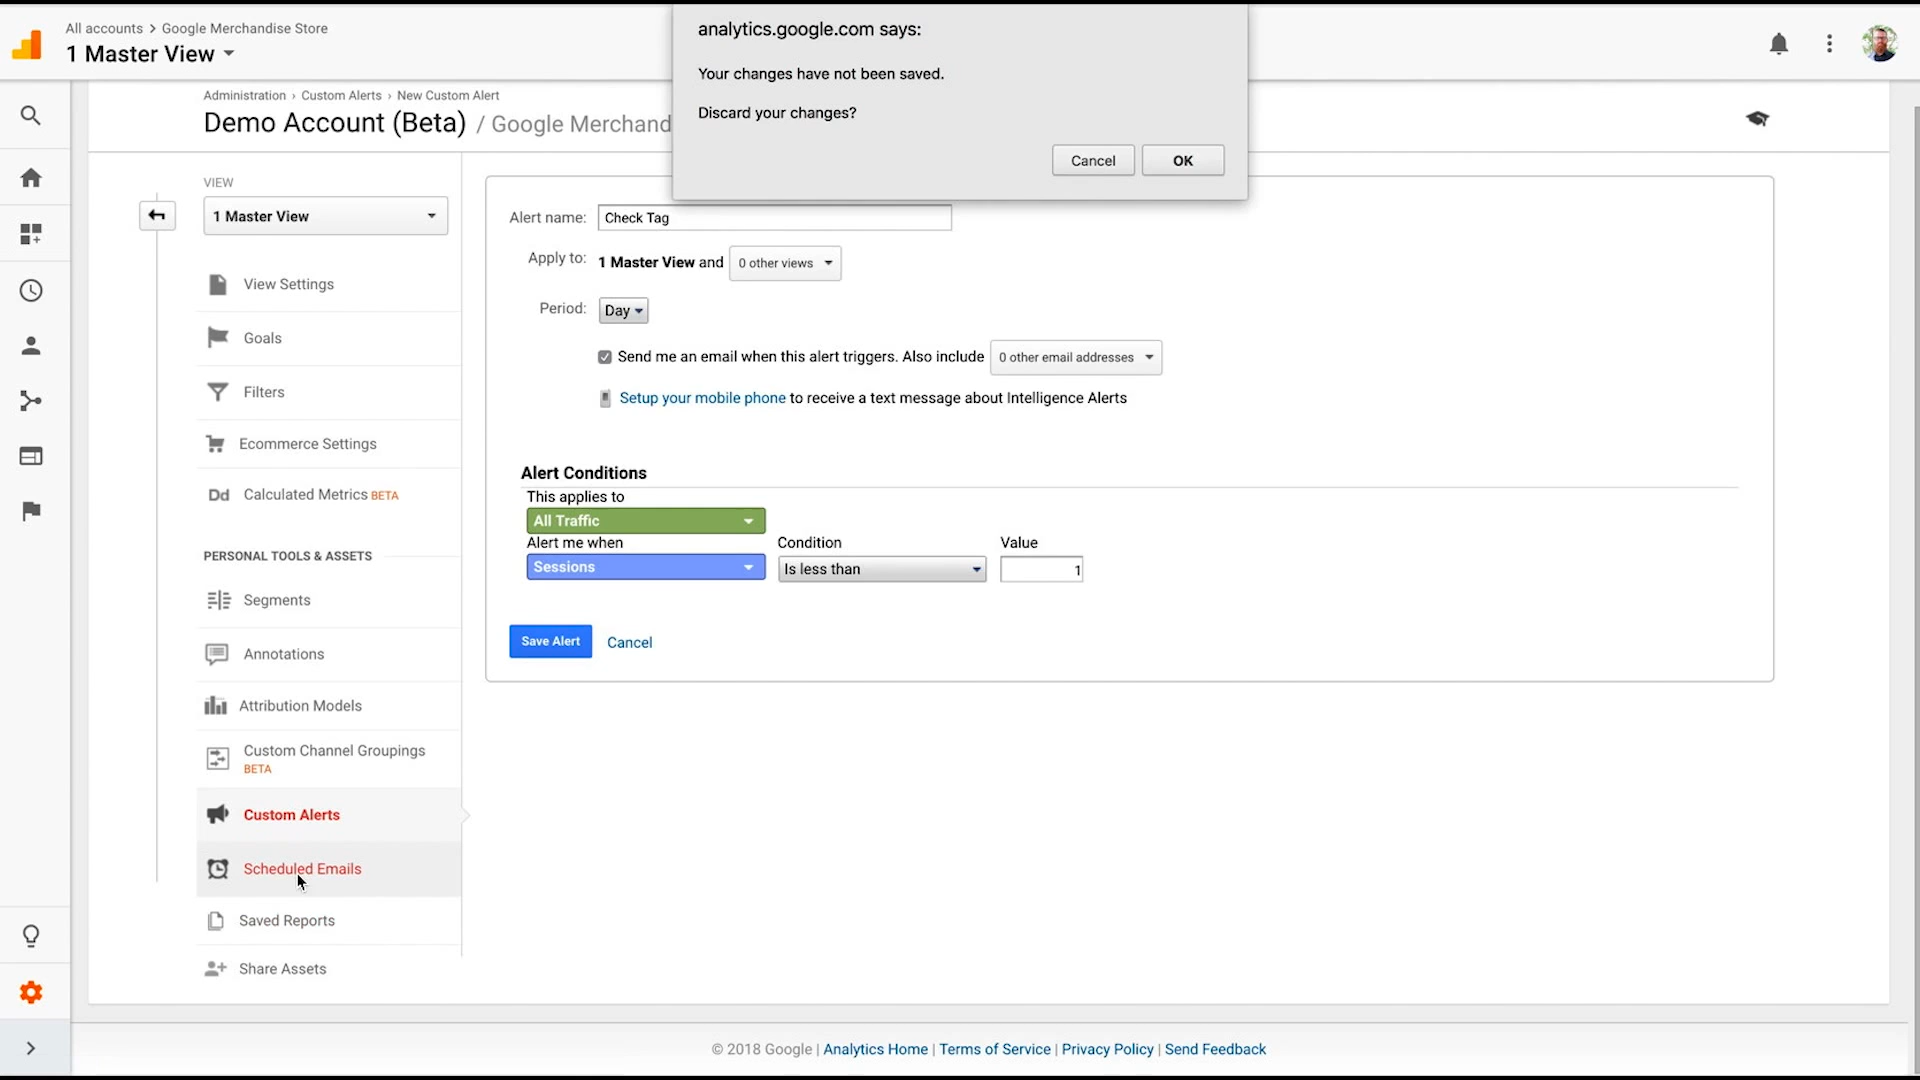 All accounts > Google Merchandise Store
1 Master View
analytics.google.com says:
Your changes have not been saved.
Discard your changes?
Cancel
OK
Administration › Custom Alerts › New Custom Alert
Demo Account (Beta) / Google Merchand
VIEW
1 Master View
View Settings
Goals
Filters
Ecommerce Settings
Dd Calculated Metrics BETA
PERSONAL TOOLS & ASSETS
Segments
Annotations
Attribution Models
Custom Channel Groupings
BETA
Custom Alerts
Scheduled Emails
Saved Reports
Share Assets
Alert name: Check Tag
Apply to: 1 Master View and 0 other views
Period: Day
Send me an email when this alert triggers. Also include 0 other email addresses
Setup your mobile phone to receive a text message about Intelligence Alerts
Alert Conditions
This applies to
All Traffic
Alert me when Condition Value
Sessions Is less than 1
Save Alert Cancel
© 2018 Google | Analytics Home | Terms of Service | Privacy Policy | Send Feedback